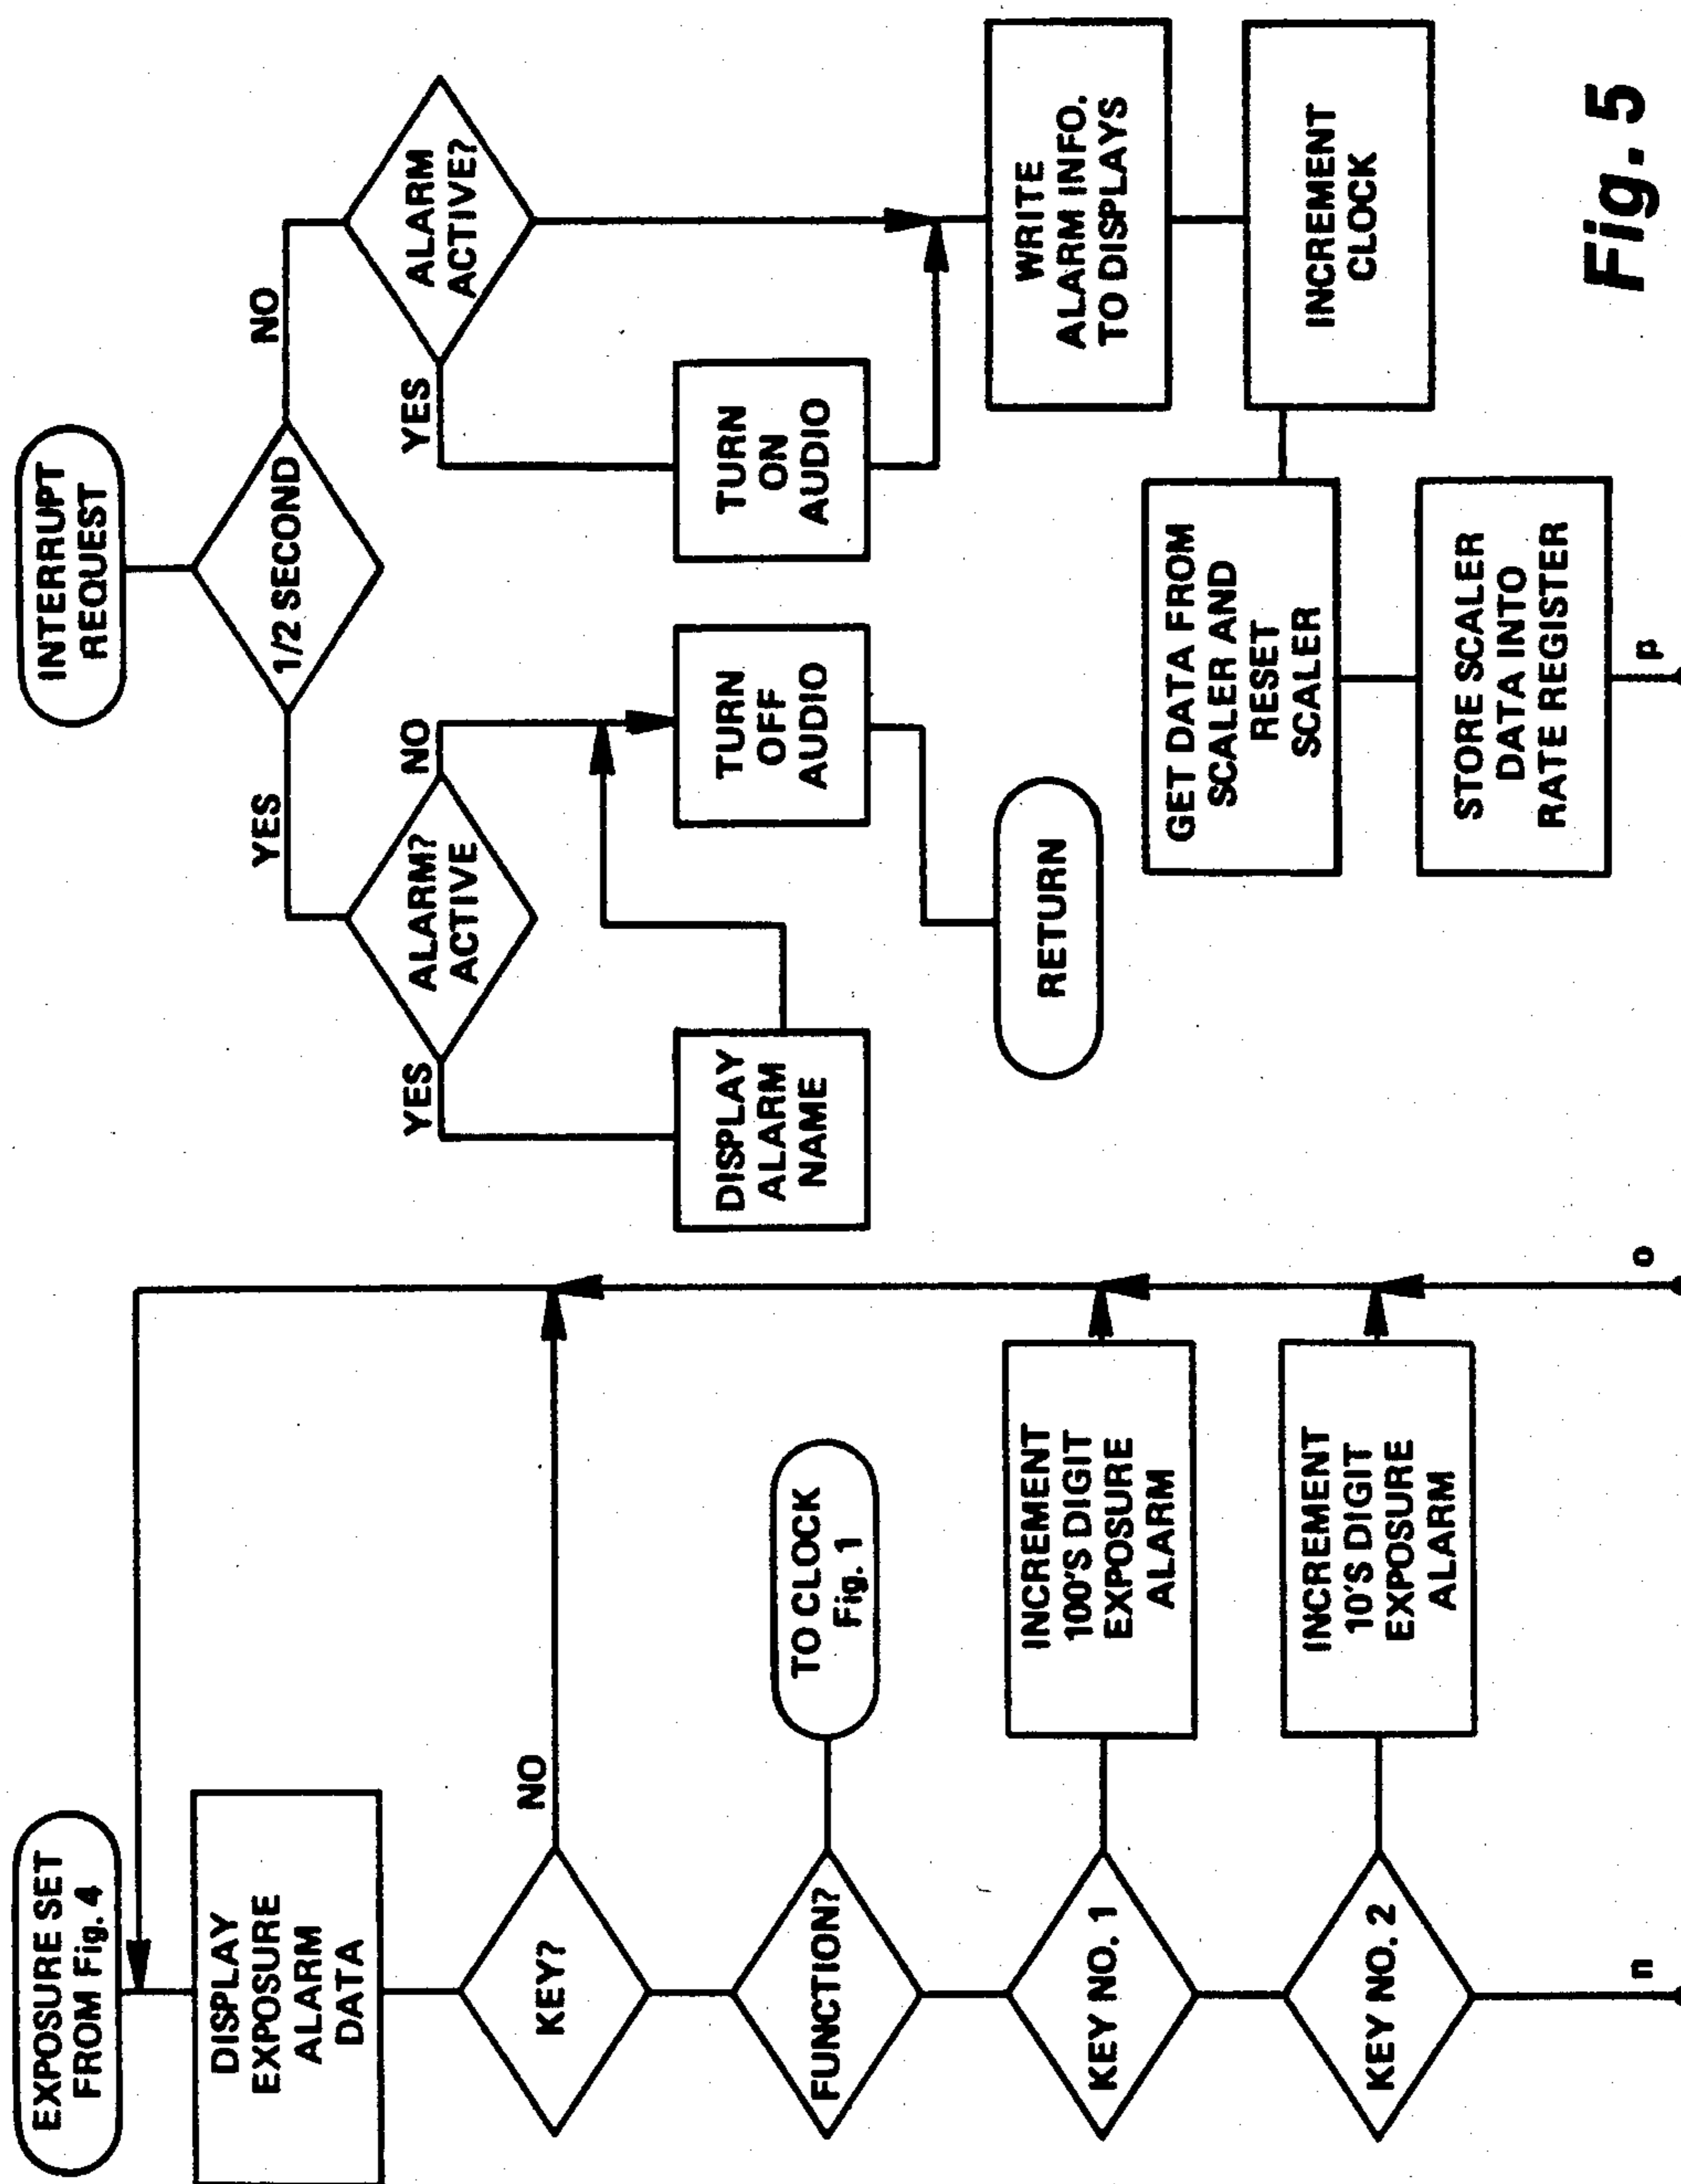 EXPOSURE SET
FROM Fig. 4
DISPLAY
EXPOSURE
ALARM
DATA
KEY?
NO
FUNCTION?
TO CLOCK
Fig. 1
KEY NO. 1
INCREMENT
100'S DIGIT
EXPOSURE
ALARM
KEY NO. 2
INCREMENT
10'S DIGIT
EXPOSURE
ALARM
n
o
INTERRUPT
REQUEST
1/2 SECOND
YES
NO
ALARM?
ACTIVE
YES
NO
DISPLAY
ALARM
NAME
TURN
OFF
AUDIO
RETURN
ALARM
ACTIVE?
YES
TURN
ON
AUDIO
WRITE
ALARM INFO.
TO DISPLAYS
INCREMENT
CLOCK
GET DATA FROM
SCALER AND
RESET
SCALER
STORE SCALER
DATA INTO
RATE REGISTER
p
Fig. 5